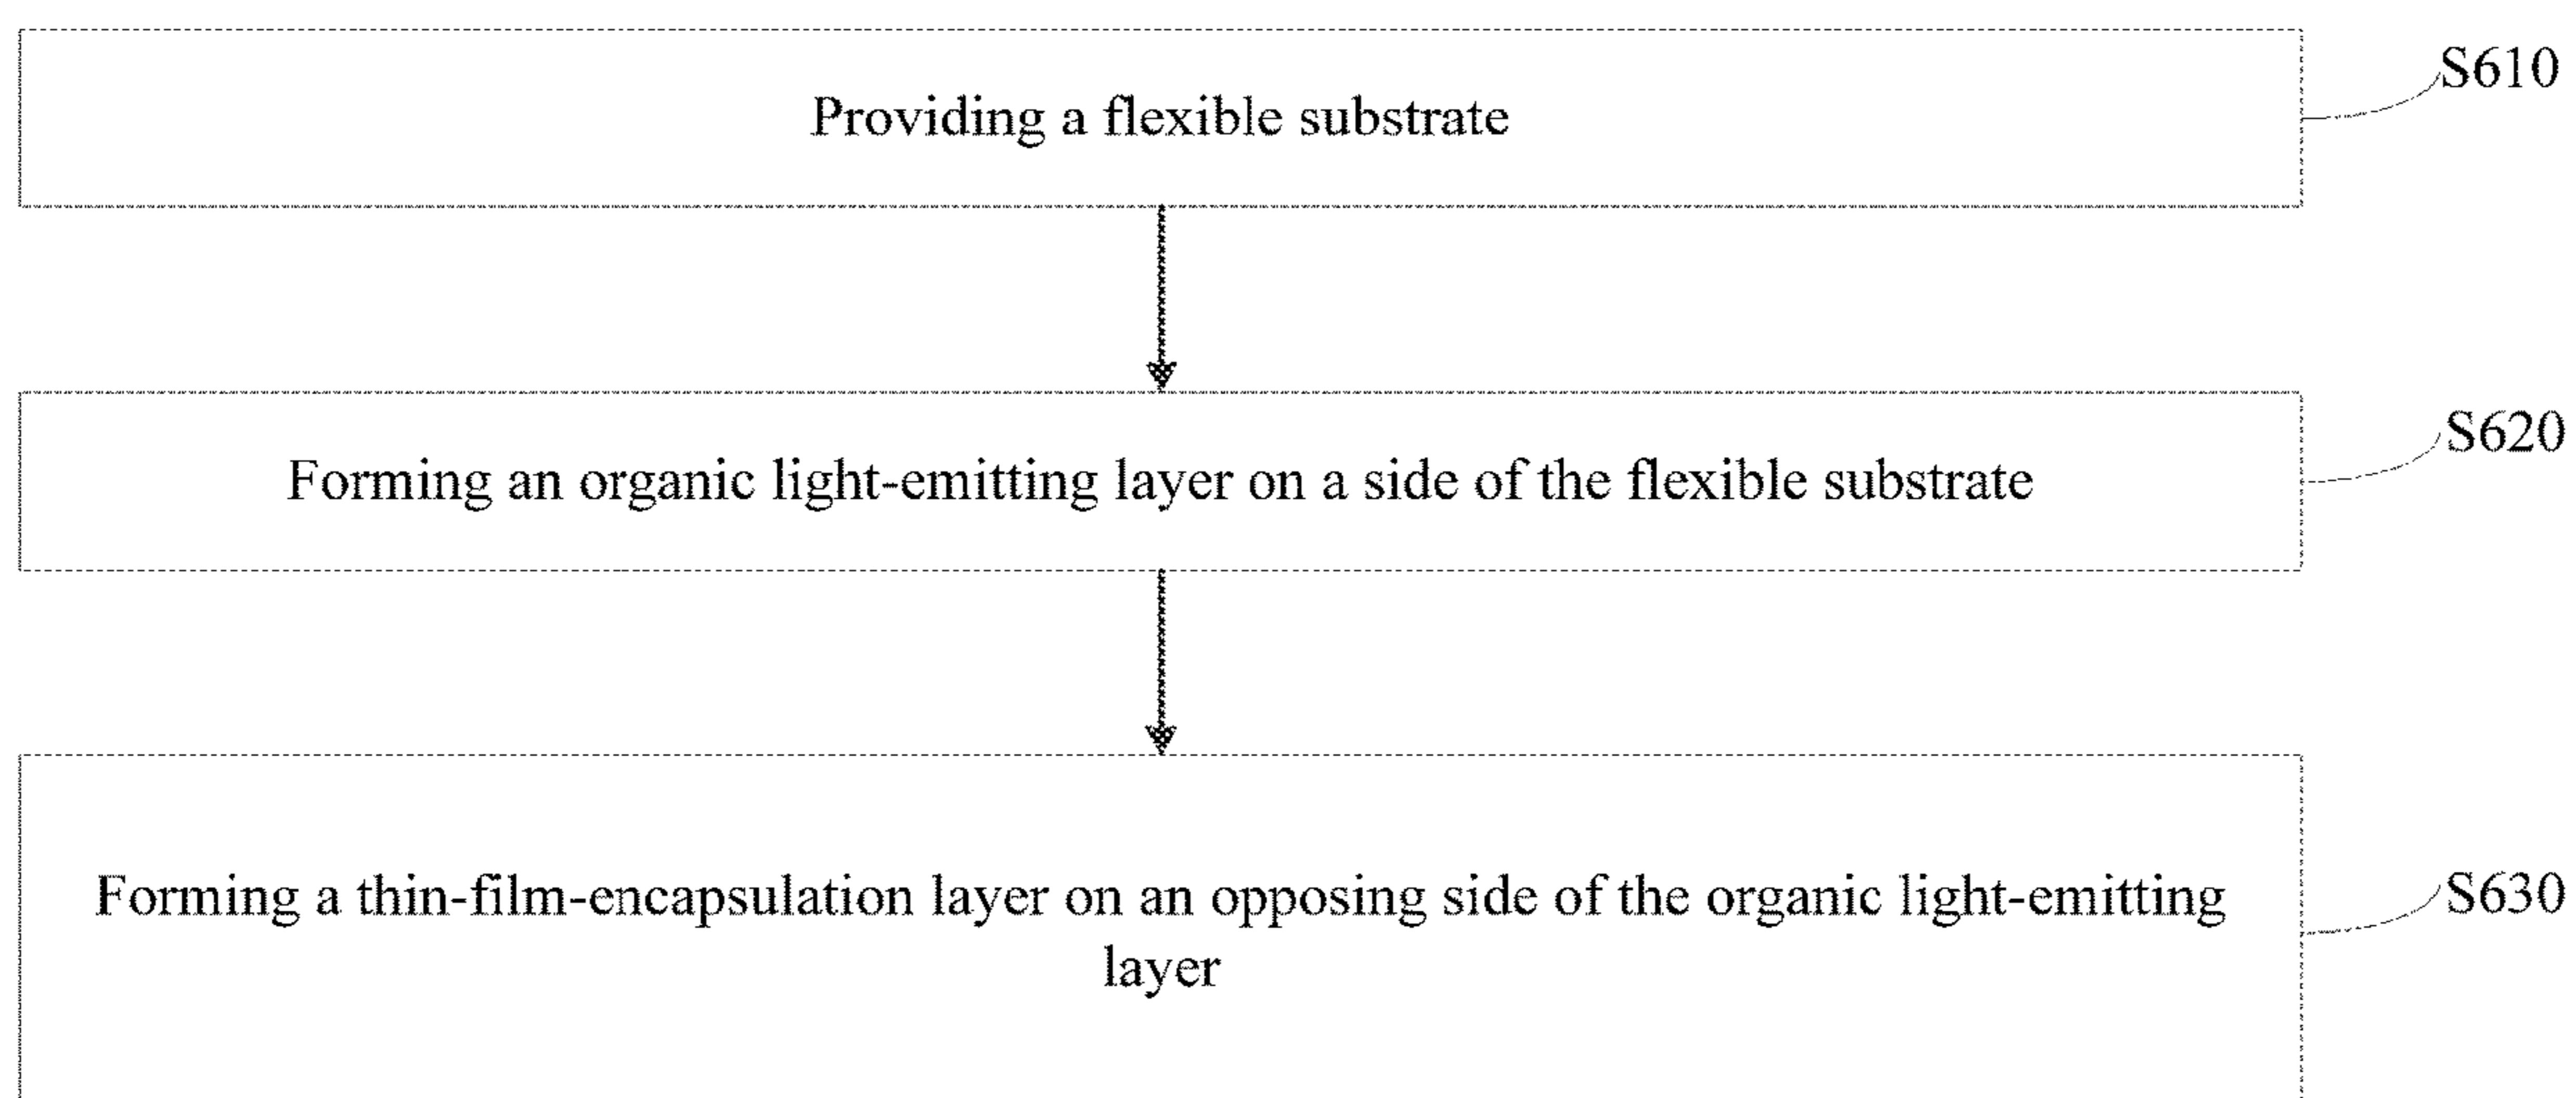 Providing a flexible substrate
S610
Forming an organic light-emitting layer on a side of the flexible substrate
S620
Forming a thin-film-encapsulation layer on an opposing side of the organic light-emitting
layer
S630